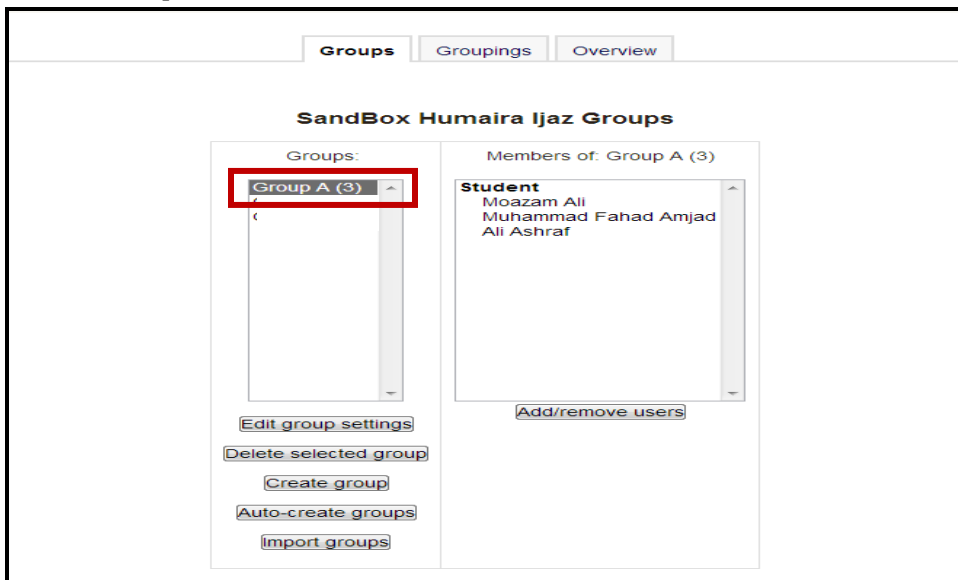 Groups Groupings Overview
SandBox Humaira Ijaz Groups
Groups:
Group A (3)
Edit group settings
Delete selected group
Create group
Auto-create groups
Import groups
Members of: Group A (3)
Student
Moazam Ali
Muhammad Fahad Amjad
Ali Ashraf
Add/remove users